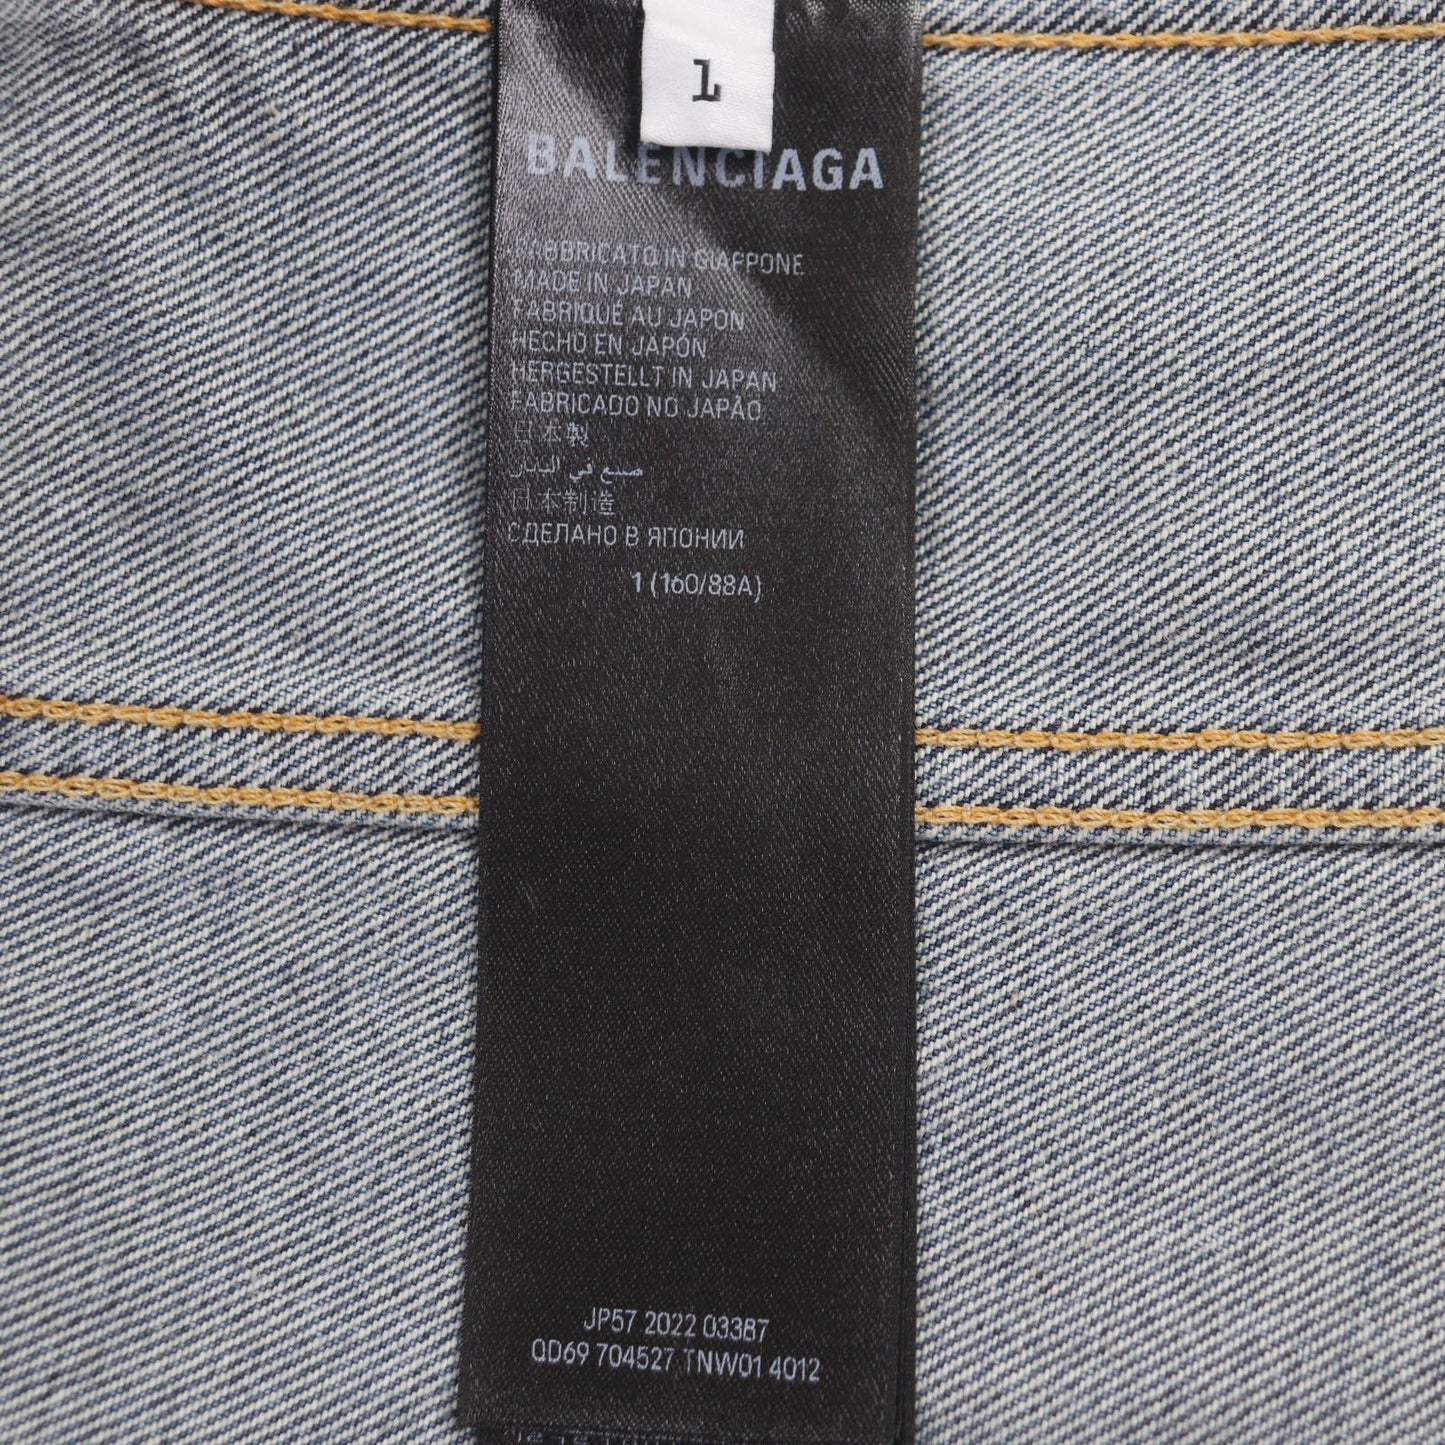 1
BALENCIAGA
FABBRICATO IN GIAPPONE
MADE IN JAPAN
FABRIQUÉ AU JAPON
HECHO EN JAPÓN
HERGESTELLT IN JAPAN
FABRICADO NO JAPÃO
日本製
صنع في اليابان
日本制造
СДЕЛАНО В ЯПОНИИ
1 (160/88A)
JP57 2022 03387
QD69 704527 TNW01 4012